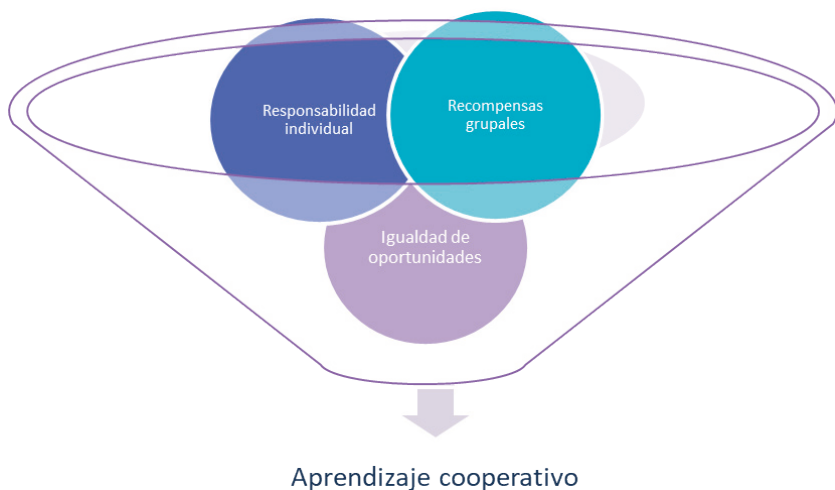 Responsabilidad
individual
Recompensas
grupales
Igualdad de
oportunidades
Aprendizaje cooperativo